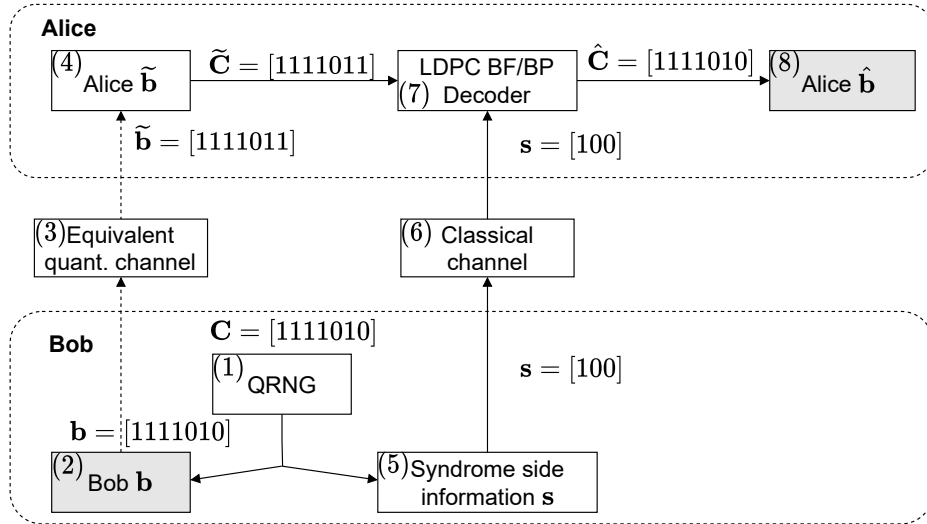 Alice
(4)
Alice b̃
C̃ = [1111011]
LDPC BF/BP
(7) Decoder
Ĉ = [1111010]
(8)
Alice b̂
b̃ = [1111011]
s = [100]
(3) Equivalent
quant. channel
(6) Classical
channel
Bob
C = [1111010]
(1)
QRNG
s = [100]
b = [1111010]
(2)
Bob b
(5) Syndrome side
information s